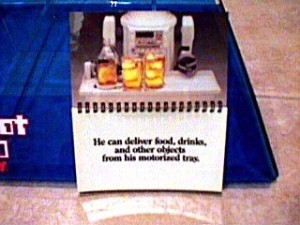 He can deliver food, drinks,
and other objects
from his motorized tray.